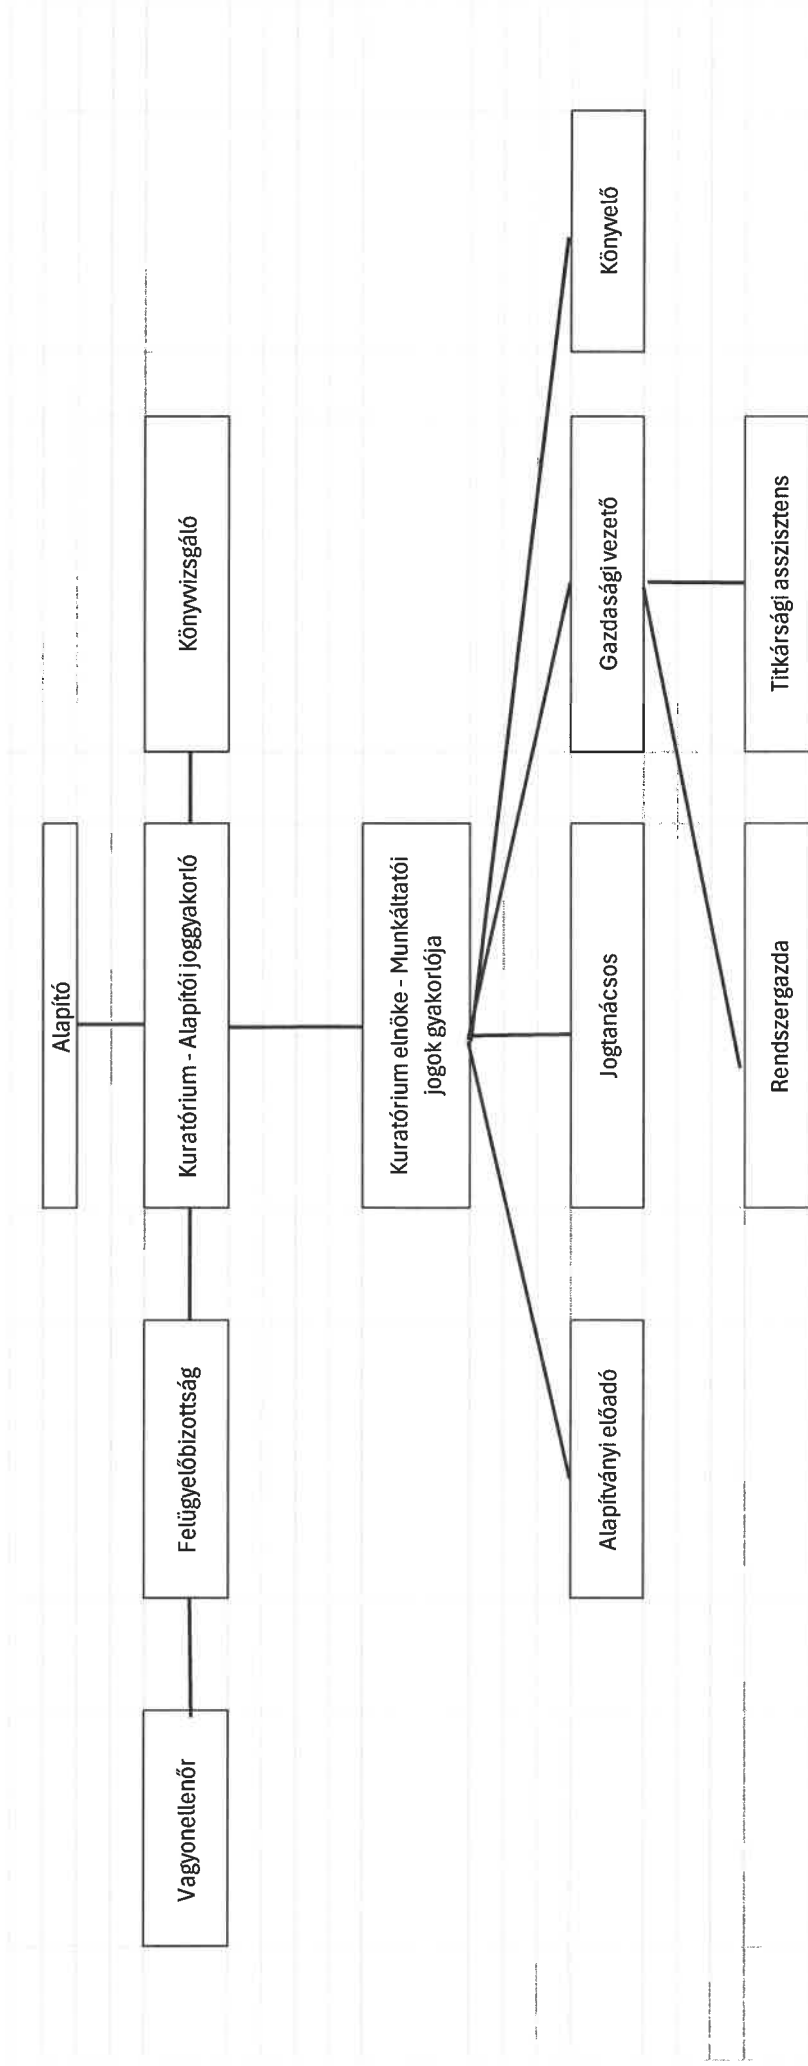 Alapító
Vagyonellenőr
Felügyelőbizottság
Kuratórium - Alapítói joggyakorló
Könyvvizsgáló
Kuratórium elnöke - Munkáltatói
jogok gyakorlója
Alapítványi előadó
Jogtanácsos
Gazdasági vezető
Könyvelő
Rendszergazda
Titkársági asszisztens